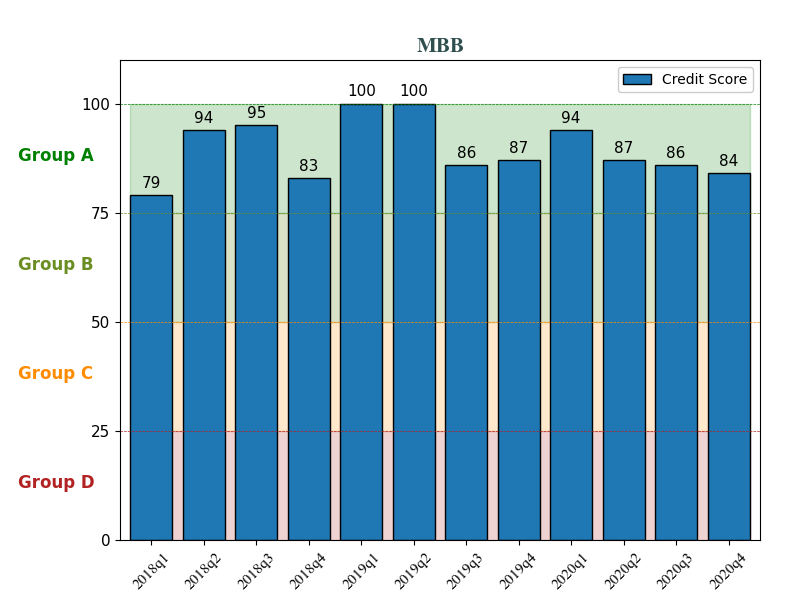 MBB
Credit Score
100
75
50
25
0
Group A
Group B
Group C
Group D
79
94
95
83
100
100
86
87
94
87
86
84
2018q1
2018q2
2018q3
2018q4
2019q1
2019q2
2019q3
2019q4
2020q1
2020q2
2020q3
2020q4